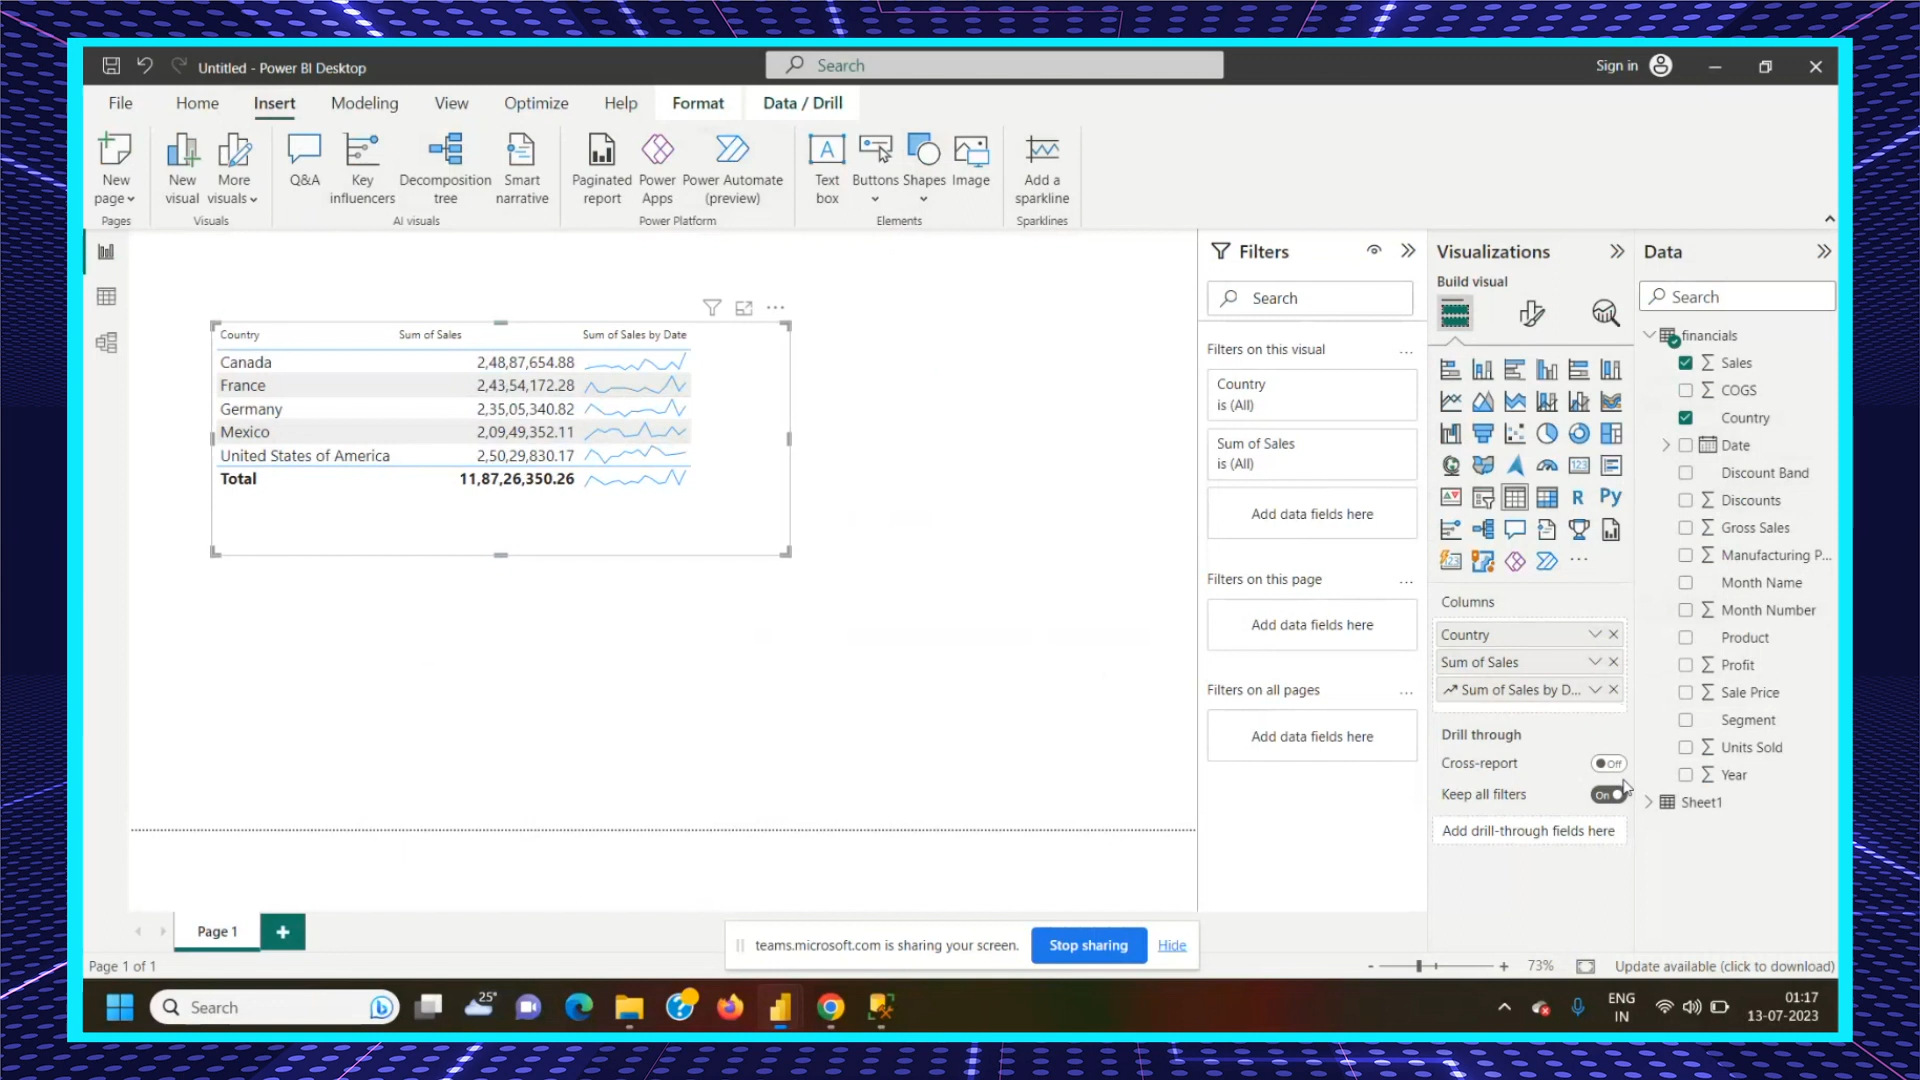 Untitled - Power BI Desktop
Search
Sign in
File Home Insert Modeling View Optimize Help Format Data / Drill
New page
Pages
New visual
More visuals
Visuals
Q&A
Key influencers
Decomposition tree
Smart narrative
AI visuals
Paginated report
Power Apps
Power Automate (preview)
Power Platform
Text box
Buttons
Shapes
Image
Elements
Add a sparkline
Sparklines
Country Sum of Sales Sum of Sales by Date
Canada 2,48,87,654.88
France 2,43,54,172.28
Germany 2,35,05,340.82
Mexico 2,09,49,352.11
United States of America 2,50,29,830.17
Total 11,87,26,350.26
Filters
Search
Filters on this visual ...
Country
is (All)
Sum of Sales
is (All)
Add data fields here
Filters on this page ...
Add data fields here
Filters on all pages ...
Add data fields here
Visualizations
Build visual
123
R
Py
...
Columns
Country
Sum of Sales
Sum of Sales by D...
Drill through
Cross-report Off
Keep all filters On
Add drill-through fields here
Data
Search
financials
Sales
COGS
Country
Date
Discount Band
Discounts
Gross Sales
Manufacturing P...
Month Name
Month Number
Product
Profit
Sale Price
Segment
Units Sold
Year
Sheet1
Page 1
teams.microsoft.com is sharing your screen. Stop sharing Hide
Page 1 of 1
- + 73% Update available (click to download)
Search
25°
ENG
IN
01:17
13-07-2023